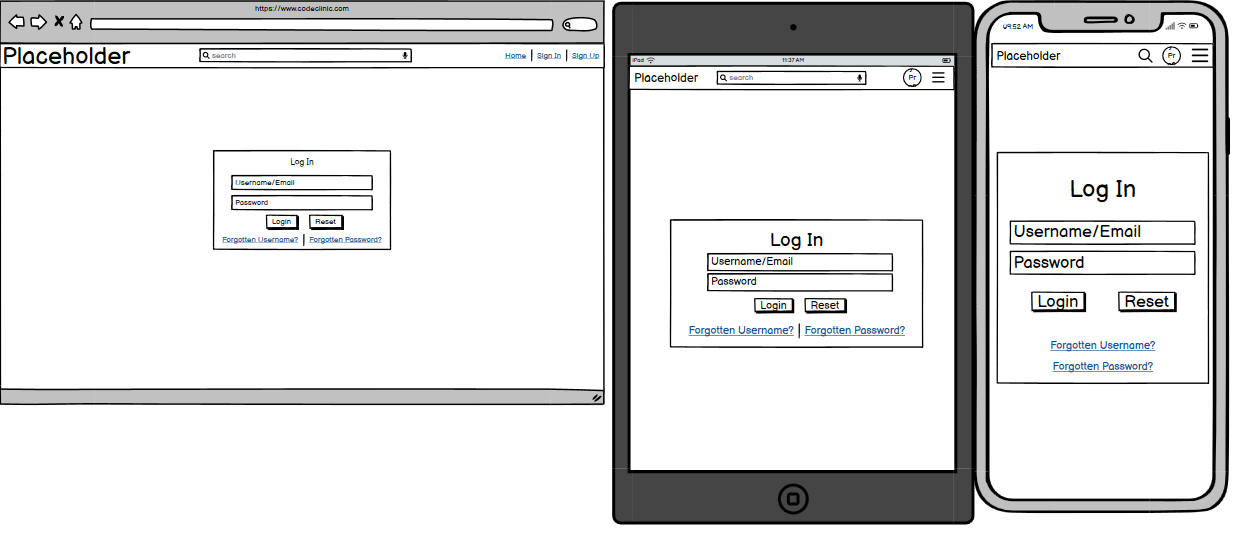 https://www.codeclinic.com
Placeholder
search
Home | Sign In | Sign Up
Log In
Username/Email
Password
Login Reset
Forgotten Username? | Forgotten Password?
iPad 11:37 AM
Placeholder
search
Pr
Log In
Username/Email
Password
Login Reset
Forgotten Username? | Forgotten Password?
09:52 AM
Placeholder
Pr
Log In
Username/Email
Password
Login Reset
Forgotten Username?
Forgotten Password?